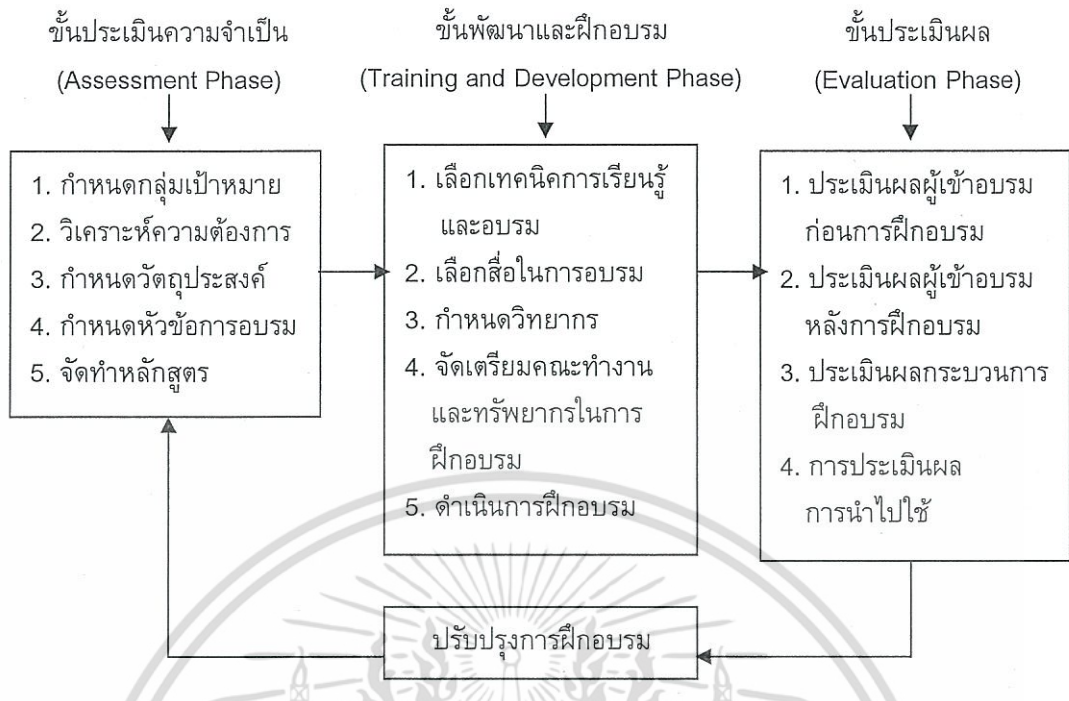 ขั้นประเมินความจำเป็น
(Assessment Phase)
1. กำหนดกลุ่มเป้าหมาย
2. วิเคราะห์ความต้องการ
3. กำหนดวัตถุประสงค์
4. กำหนดหัวข้อการอบรม
5. จัดทำหลักสูตร
ขั้นพัฒนาและฝึกอบรม
(Training and Development Phase)
1. เลือกเทคนิคการเรียนรู้
และอบรม
2. เลือกสื่อในการอบรม
3. กำหนดวิทยากร
4. จัดเตรียมคณะทำงาน
และทรัพยากรในการ
ฝึกอบรม
5. ดำเนินการฝึกอบรม
ขั้นประเมินผล
(Evaluation Phase)
1. ประเมินผลผู้เข้าอบรม
ก่อนการฝึกอบรม
2. ประเมินผลผู้เข้าอบรม
หลังการฝึกอบรม
3. ประเมินผลกระบวนการ
ฝึกอบรม
4. การประเมินผล
การนำไปใช้
ปรับปรุงการฝึกอบรม